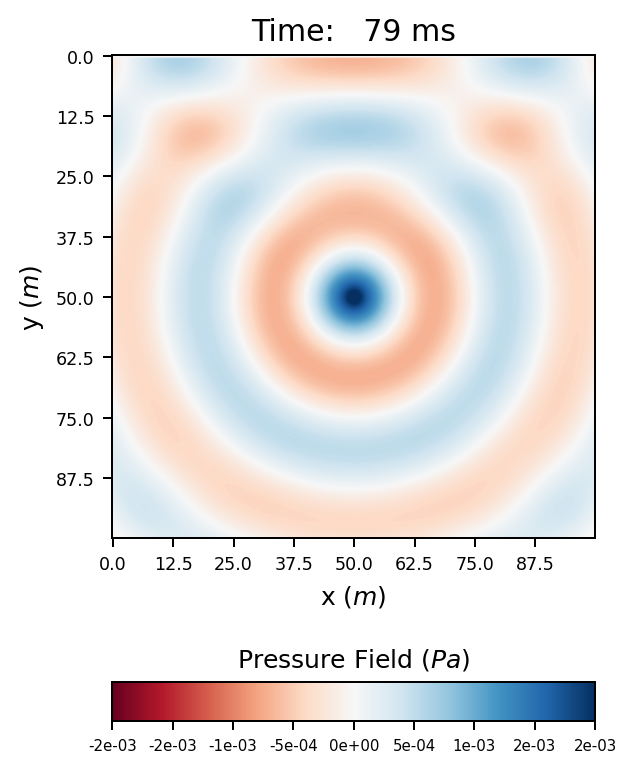 Time:   79 ms
0.0
12.5
25.0
37.5
50.0
62.5
75.0
87.5
y (m)
0.0 12.5 25.0 37.5 50.0 62.5 75.0 87.5
x (m)
Pressure Field (Pa)
-2e-03 -2e-03 -1e-03 -5e-04 0e+00 5e-04 1e-03 2e-03 2e-03